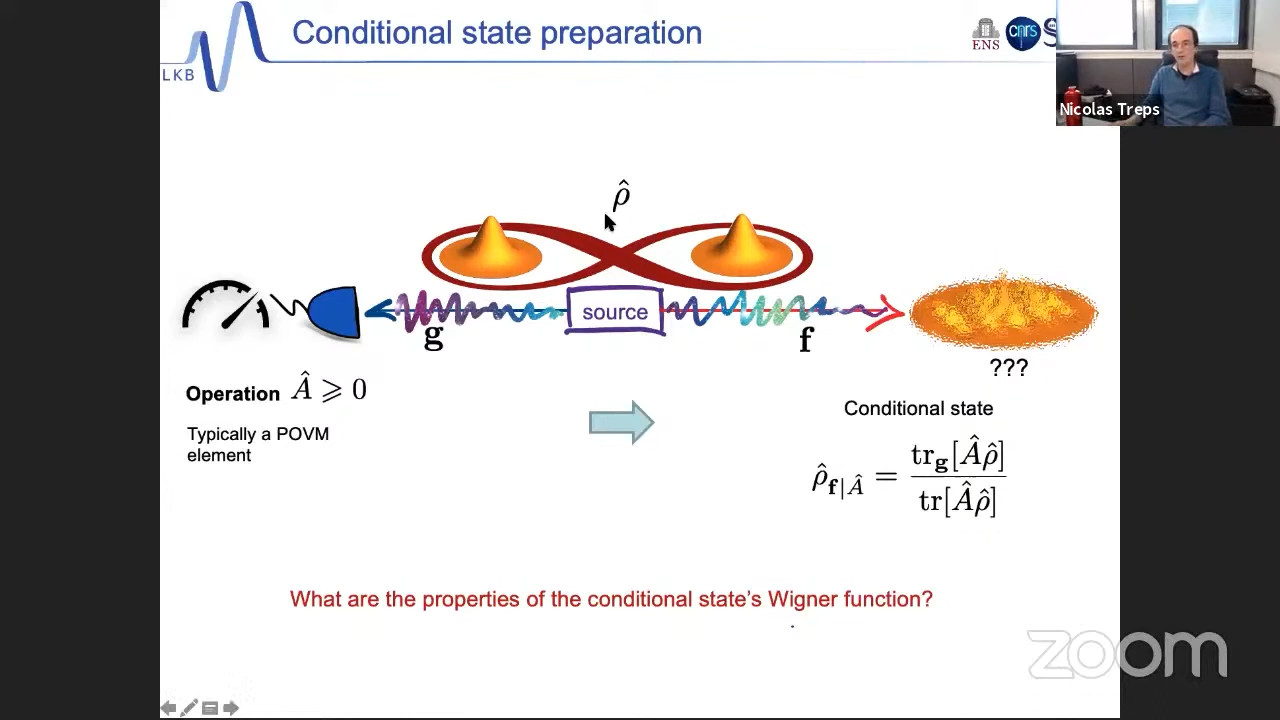 Conditional state preparation
LKB
ENS
cnrs
Nicolas Treps
ρ̂
source
g
f
???
Operation Â ⩾ 0
Typically a POVM
element
Conditional state
ρ̂_{f|Â} = tr_g[Âρ̂] / tr[Âρ̂]
What are the properties of the conditional state's Wigner function?
zoom